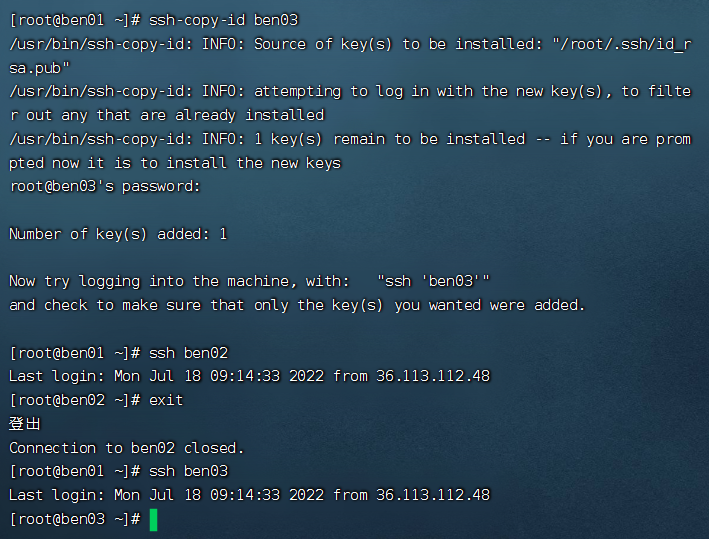 [root@ben01 ~]# ssh-copy-id ben03
/usr/bin/ssh-copy-id: INFO: Source of key(s) to be installed: "/root/.ssh/id_r
sa.pub"
/usr/bin/ssh-copy-id: INFO: attempting to log in with the new key(s), to filte
r out any that are already installed
/usr/bin/ssh-copy-id: INFO: 1 key(s) remain to be installed -- if you are prom
pted now it is to install the new keys
root@ben03's password:
Number of key(s) added: 1
Now try logging into the machine, with:   "ssh 'ben03'"
and check to make sure that only the key(s) you wanted were added.
[root@ben01 ~]# ssh ben02
Last login: Mon Jul 18 09:14:33 2022 from 36.113.112.48
[root@ben02 ~]# exit
登出
Connection to ben02 closed.
[root@ben01 ~]# ssh ben03
Last login: Mon Jul 18 09:14:33 2022 from 36.113.112.48
[root@ben03 ~]#